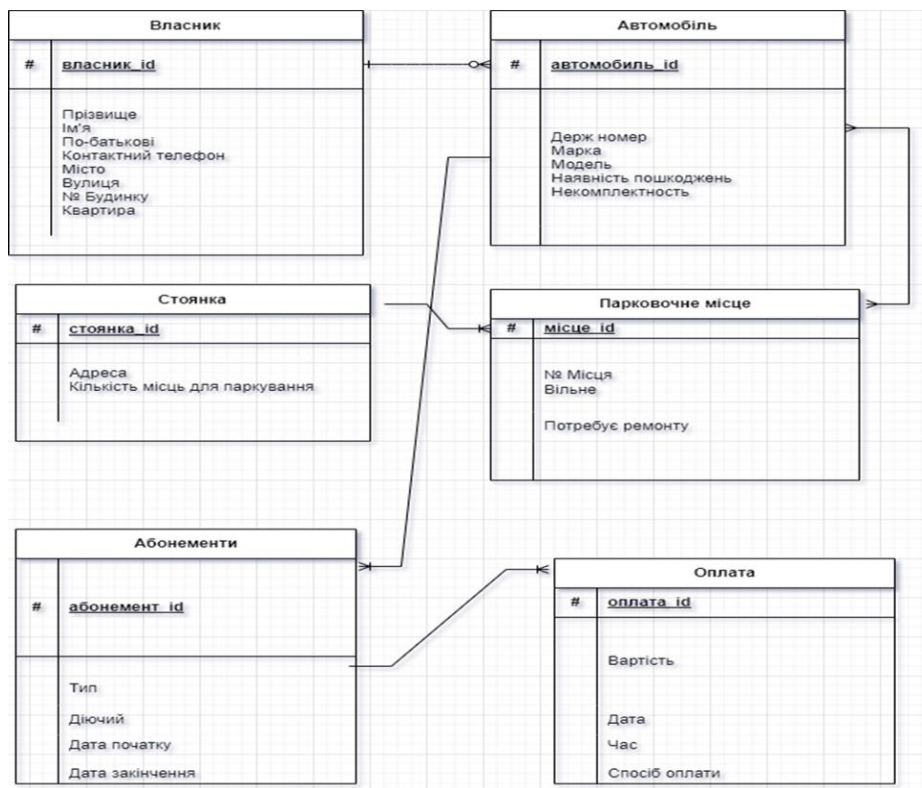 Власник
# власник_id
Прізвище
Ім'я
По-батькові
Контактний телефон
Місто
Вулиця
№ Будинку
Квартира
Автомобіль
# автомобиль_id
Держ номер
Марка
Модель
Наявність пошкоджень
Некомплектность
Стоянка
# стоянка_id
Адреса
Кількість місць для паркування
Парковочне місце
# місце_id
№ Місця
Вільне
Потребує ремонту
Абонементи
# абонемент_id
Тип
Діючий
Дата початку
Дата закінчення
Оплата
# оплата_id
Вартість
Дата
Час
Спосіб оплати